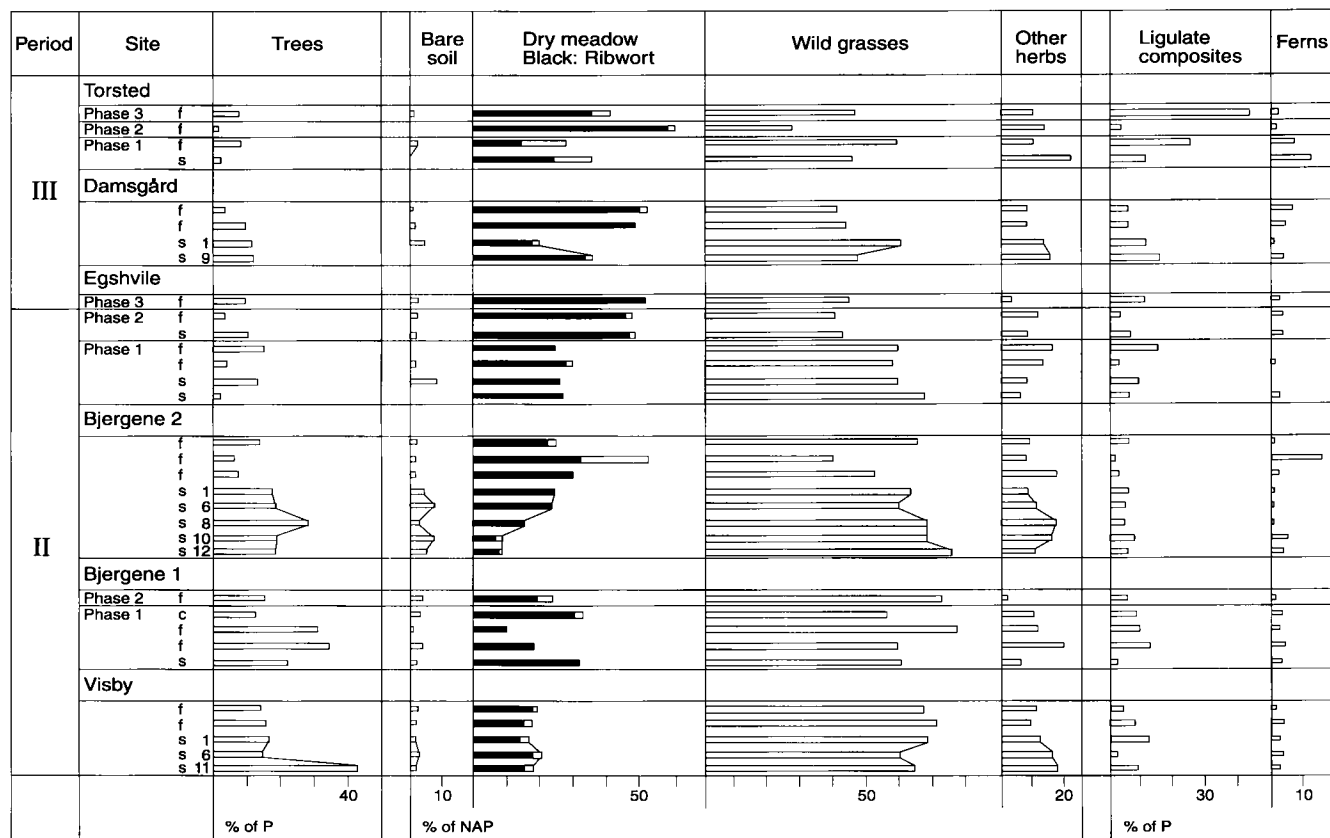 Period Site Trees Bare soil Dry meadow Black: Ribwort Wild grasses Other herbs Ligulate composites Ferns
III
Torsted
Phase 3 f
Phase 2 f
Phase 1 f
s
Damsgård
f
f
s 1
s 9
Egshvile
Phase 3 f
II
Phase 2 f
s
Phase 1 f
f
s
s
Bjergene 2
f
f
f
s 1
s 6
s 8
s 10
s 12
Bjergene 1
Phase 2 f
Phase 1 c
f
f
s
Visby
f
f
s 1
s 6
s 11
40 10 50 50 20 30 10
% of P % of NAP % of P